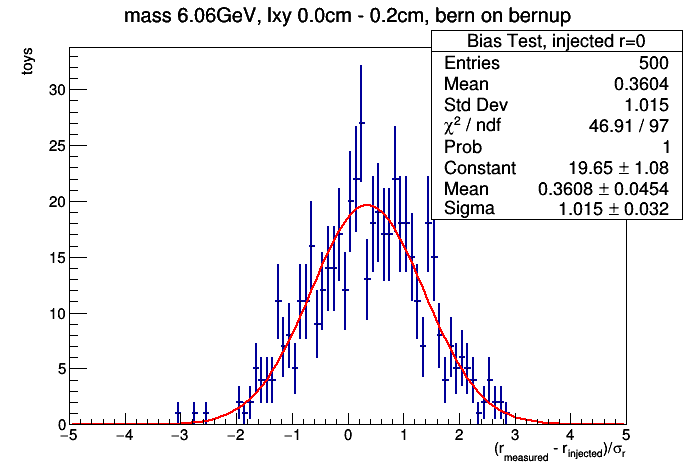 mass 6.06GeV, lxy 0.0cm - 0.2cm, bern on bernup
toys
Bias Test, injected r=0
Entries 500
Mean 0.3604
Std Dev 1.015
χ² / ndf 46.91 / 97
Prob 1
Constant 19.65 ± 1.08
Mean 0.3608 ± 0.0454
Sigma 1.015 ± 0.032
30
25
20
15
10
5
0
−5 −4 −3 −2 −1 0 1 2 3 4 5
(r_measured - r_injected)/σ_r